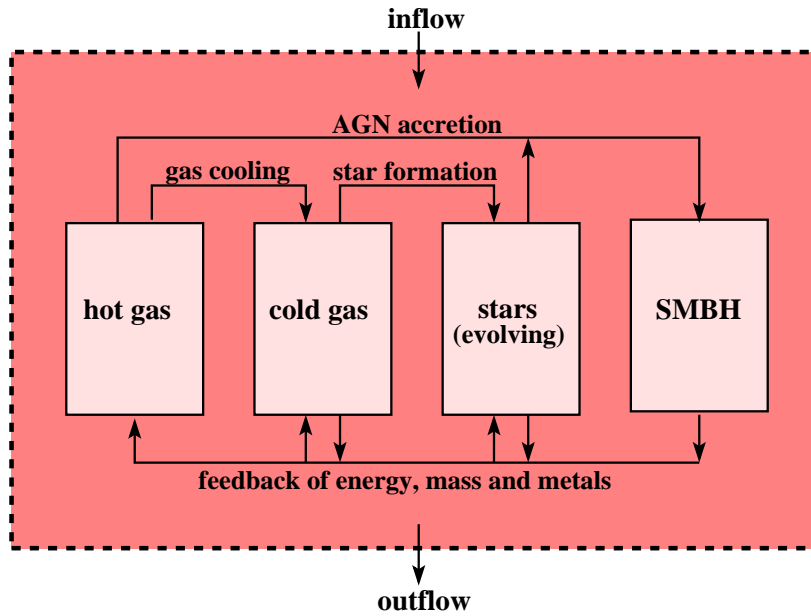 inflow
AGN accretion
gas cooling
star formation
hot gas
cold gas
stars
(evolving)
SMBH
feedback of energy, mass and metals
outflow